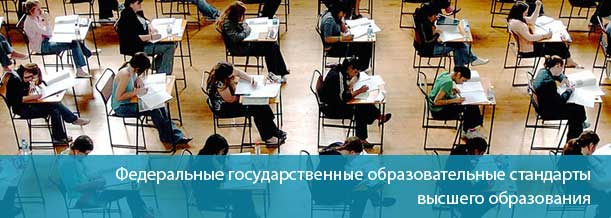 Федеральные государственные образовательные стандарты
высшего образования